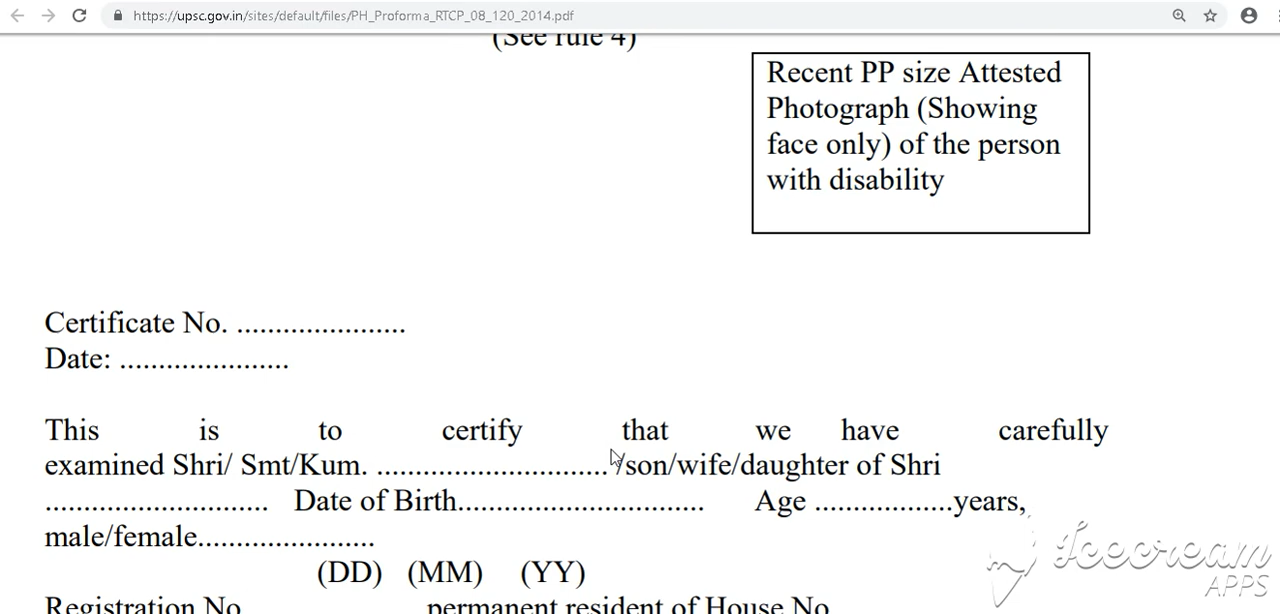 https://upsc.gov.in/sites/default/files/PH_Proforma_RTCP_08_120_2014.pdf
(See rule 4)
Recent PP size Attested
Photograph (Showing
face only) of the person
with disability
Certificate No. ......................
Date: ......................
This is to certify that we have carefully
examined Shri/ Smt/Kum. .............................. /son/wife/daughter of Shri
............................. Date of Birth................................ Age ..................years,
male/female.......................
(DD) (MM) (YY)
Registration No. permanent resident of House No.
Icecream
APPS